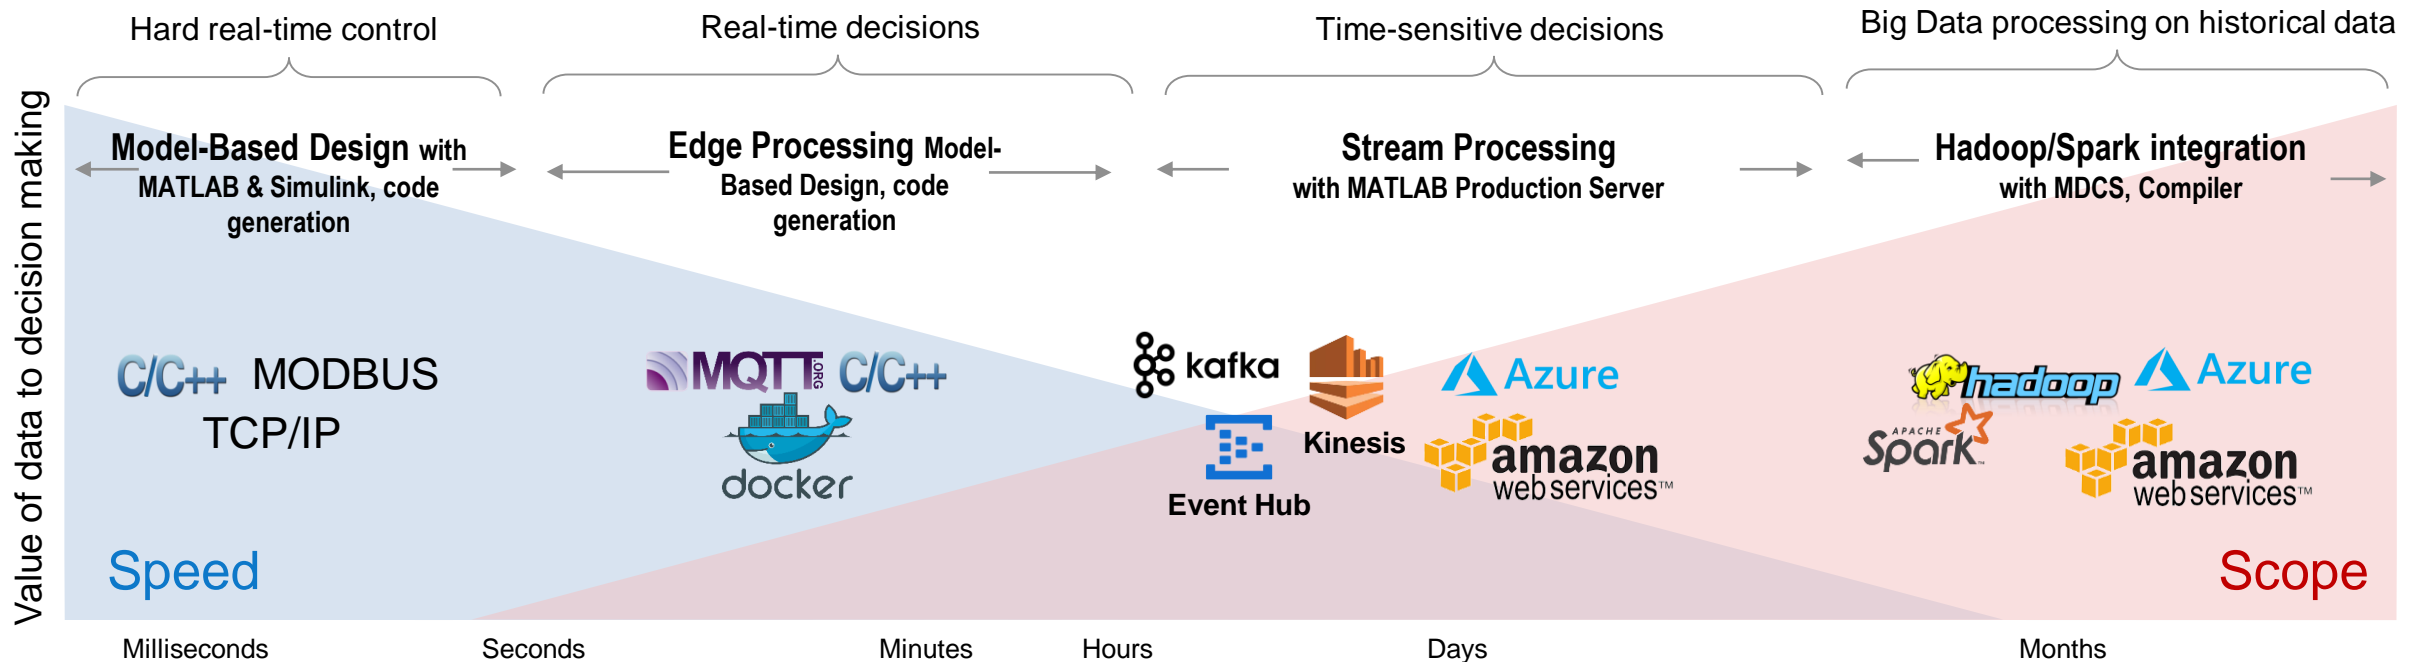 Hard real-time control
Real-time decisions
Time-sensitive decisions
Big Data processing on historical data
Value of data to decision making
Model-Based Design with
MATLAB & Simulink, code
generation
Edge Processing Model-
Based Design, code
generation
Stream Processing
with MATLAB Production Server
Hadoop/Spark integration
with MDCS, Compiler
C/C++ MODBUS
TCP/IP
MQTT.ORG C/C++
docker
kafka
Kinesis
Event Hub
Azure
amazon
web services™
hadoop
Azure
APACHE
Spark™
amazon
web services™
Speed
Scope
Milliseconds
Seconds
Minutes
Hours
Days
Months